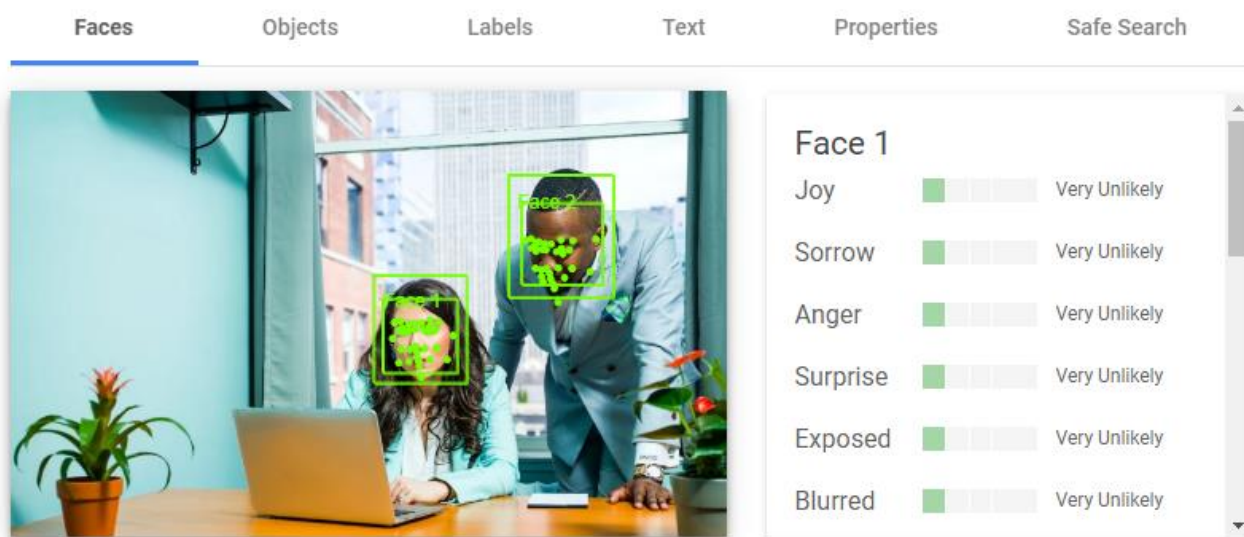 Faces Objects Labels Text Properties Safe Search
Face 2
Face 1
Face 1
Joy Very Unlikely
Sorrow Very Unlikely
Anger Very Unlikely
Surprise Very Unlikely
Exposed Very Unlikely
Blurred Very Unlikely